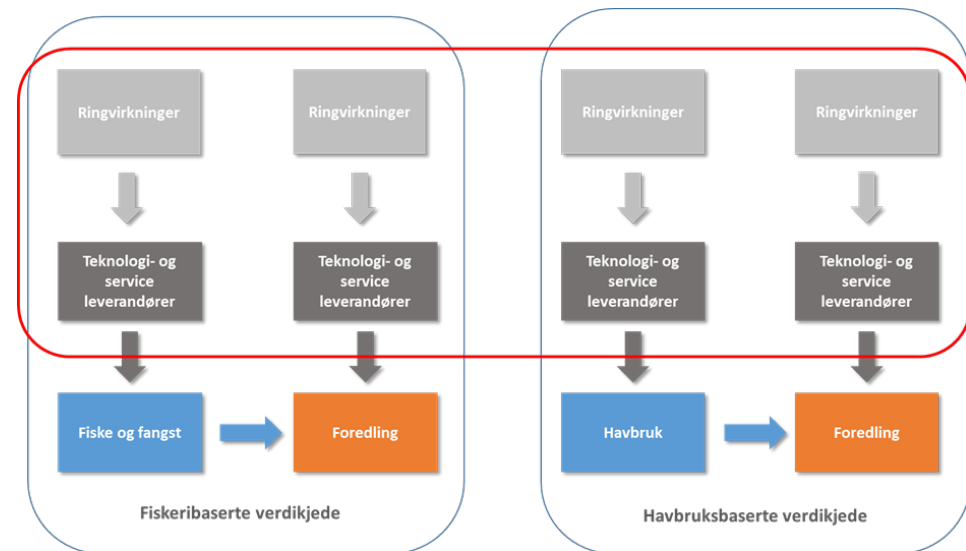 Ringvirkninger
Ringvirkninger
Ringvirkninger
Ringvirkninger
Teknologi- og
service
leverandører
Teknologi- og
service
leverandører
Teknologi- og
service
leverandører
Teknologi- og
service
leverandører
Fiske og fangst
Foredling
Havbruk
Foredling
Fiskeribaserte verdikjede
Havbruksbaserte verdikjede